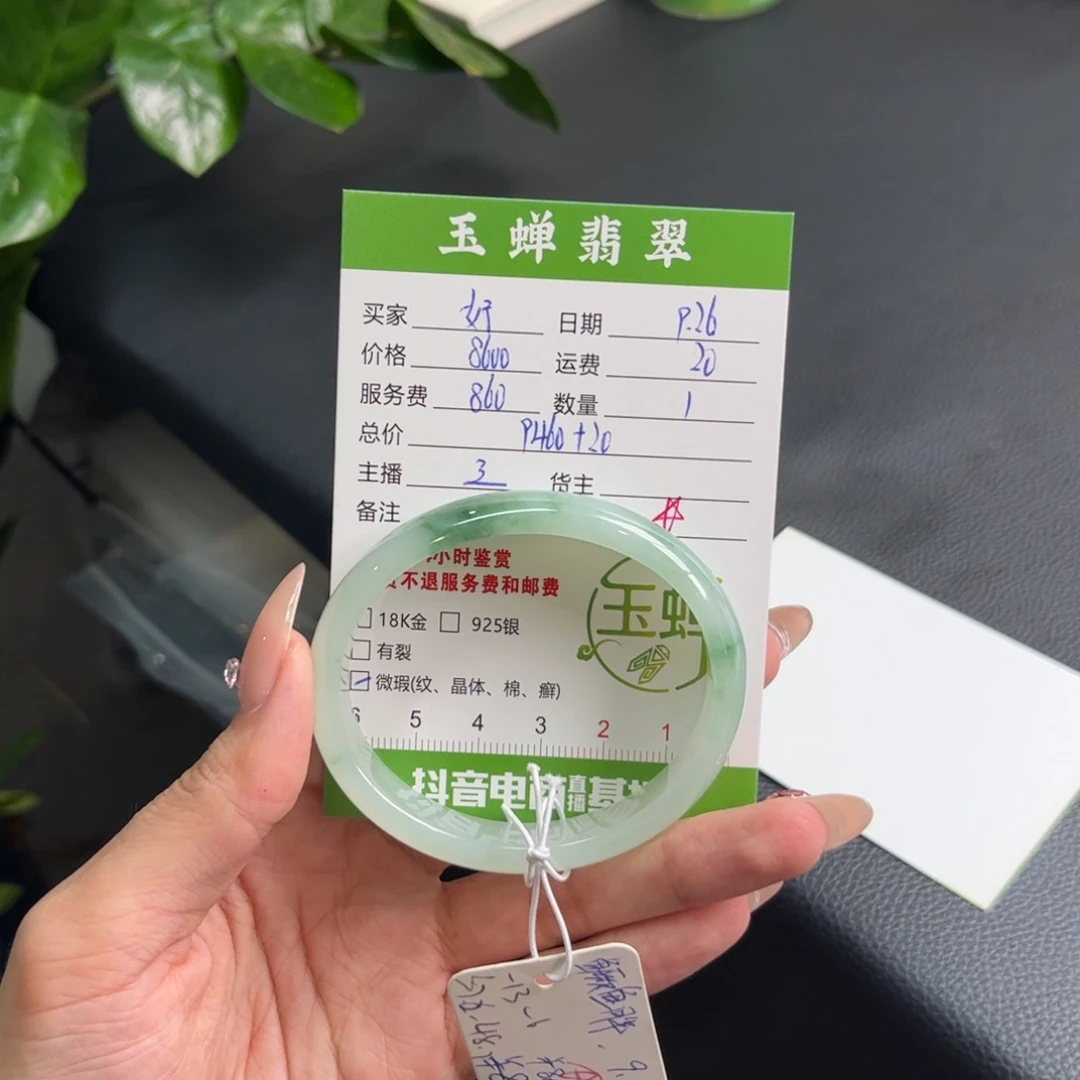 玉蝉翡翠
买家 好 日期 9.26
价格 8600 运费 20
服务费 860 数量 1
总价 9460+20
主播 3 货主
备注
小时鉴赏
不退服务费和邮费
玉蝉
18K金 925银
有裂
微瑕(纹、晶体、棉、癣)
6 5 4 3 2 1
抖音电商直播基